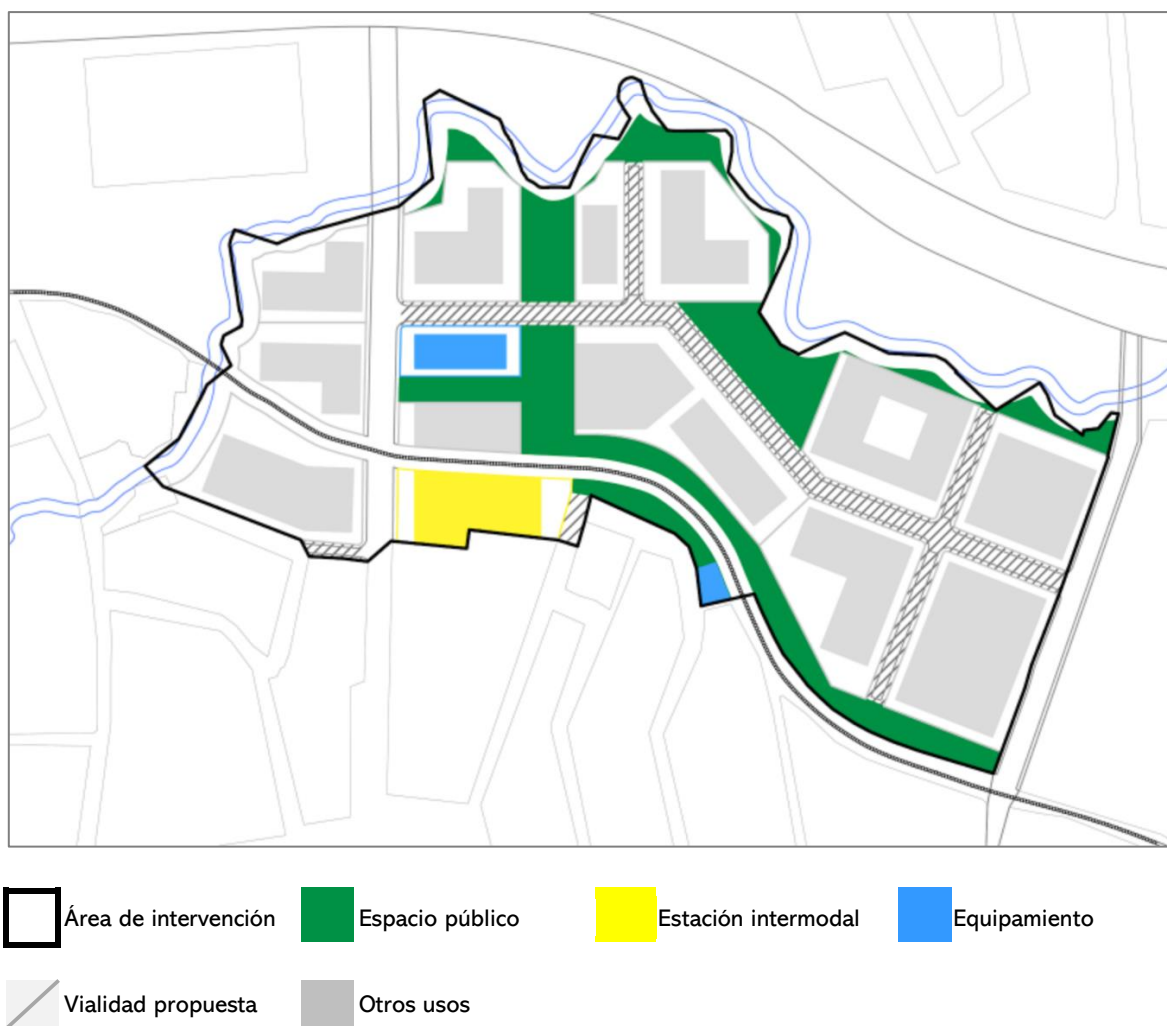 Área de intervención
Espacio público
Estación intermodal
Equipamiento
Vialidad propuesta
Otros usos